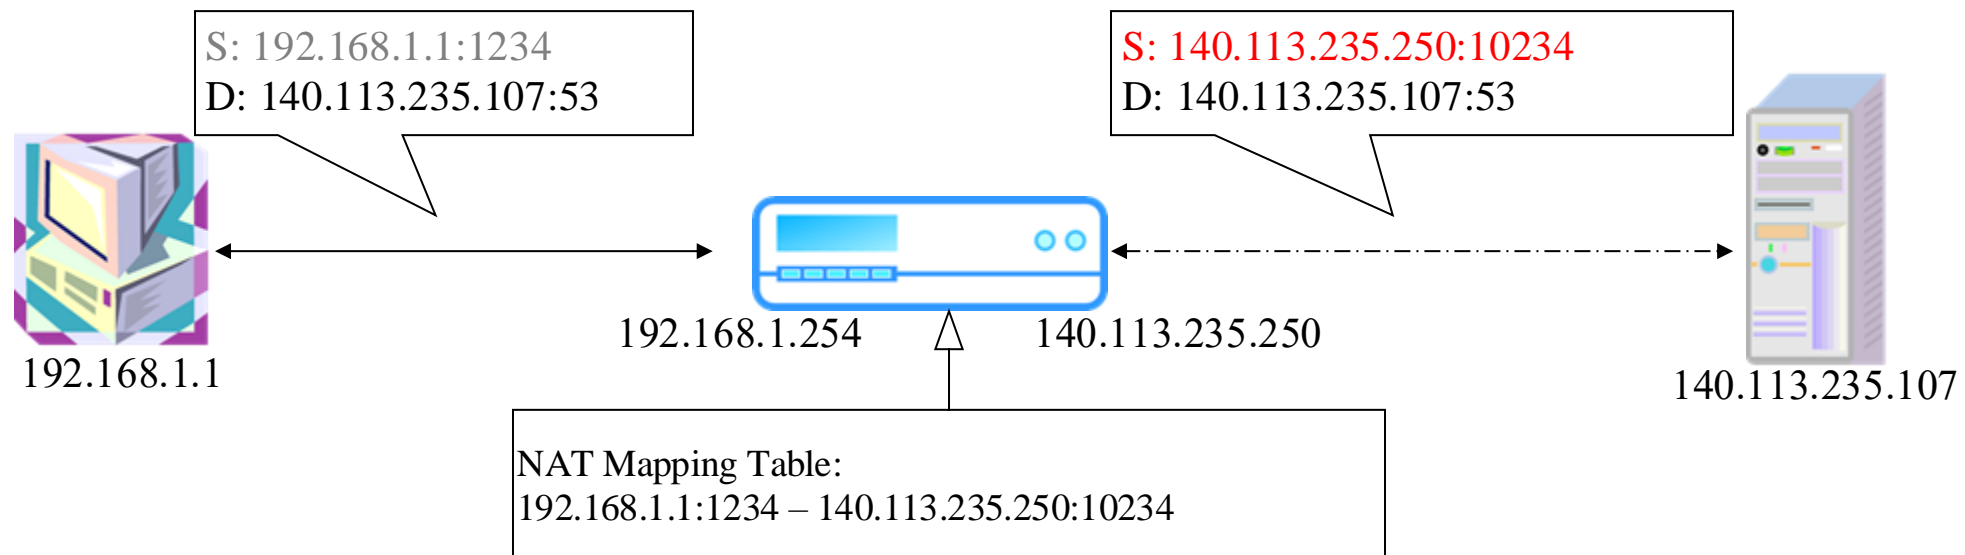 S: 192.168.1.1:1234
D: 140.113.235.107:53
S: 140.113.235.250:10234
D: 140.113.235.107:53
192.168.1.254
140.113.235.250
192.168.1.1
140.113.235.107
NAT Mapping Table:
192.168.1.1:1234 – 140.113.235.250:10234